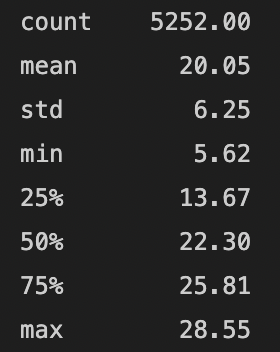 count 5252.00
mean 20.05
std 6.25
min 5.62
25% 13.67
50% 22.30
75% 25.81
max 28.55